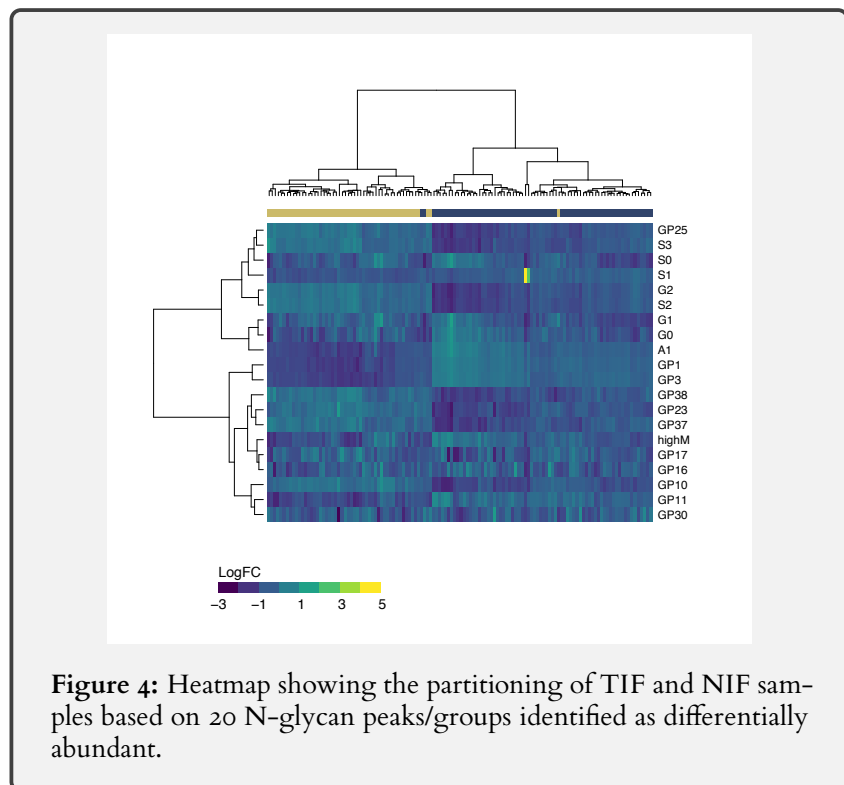 GP25
S3
S0
S1
G2
S2
G1
G0
A1
GP1
GP3
GP38
GP23
GP37
highM
GP17
GP16
GP10
GP11
GP30
LogFC
−3 −1 1 3 5
Figure 4: Heatmap showing the partitioning of TIF and NIF sam-
ples based on 20 N-glycan peaks/groups identified as differentially
abundant.